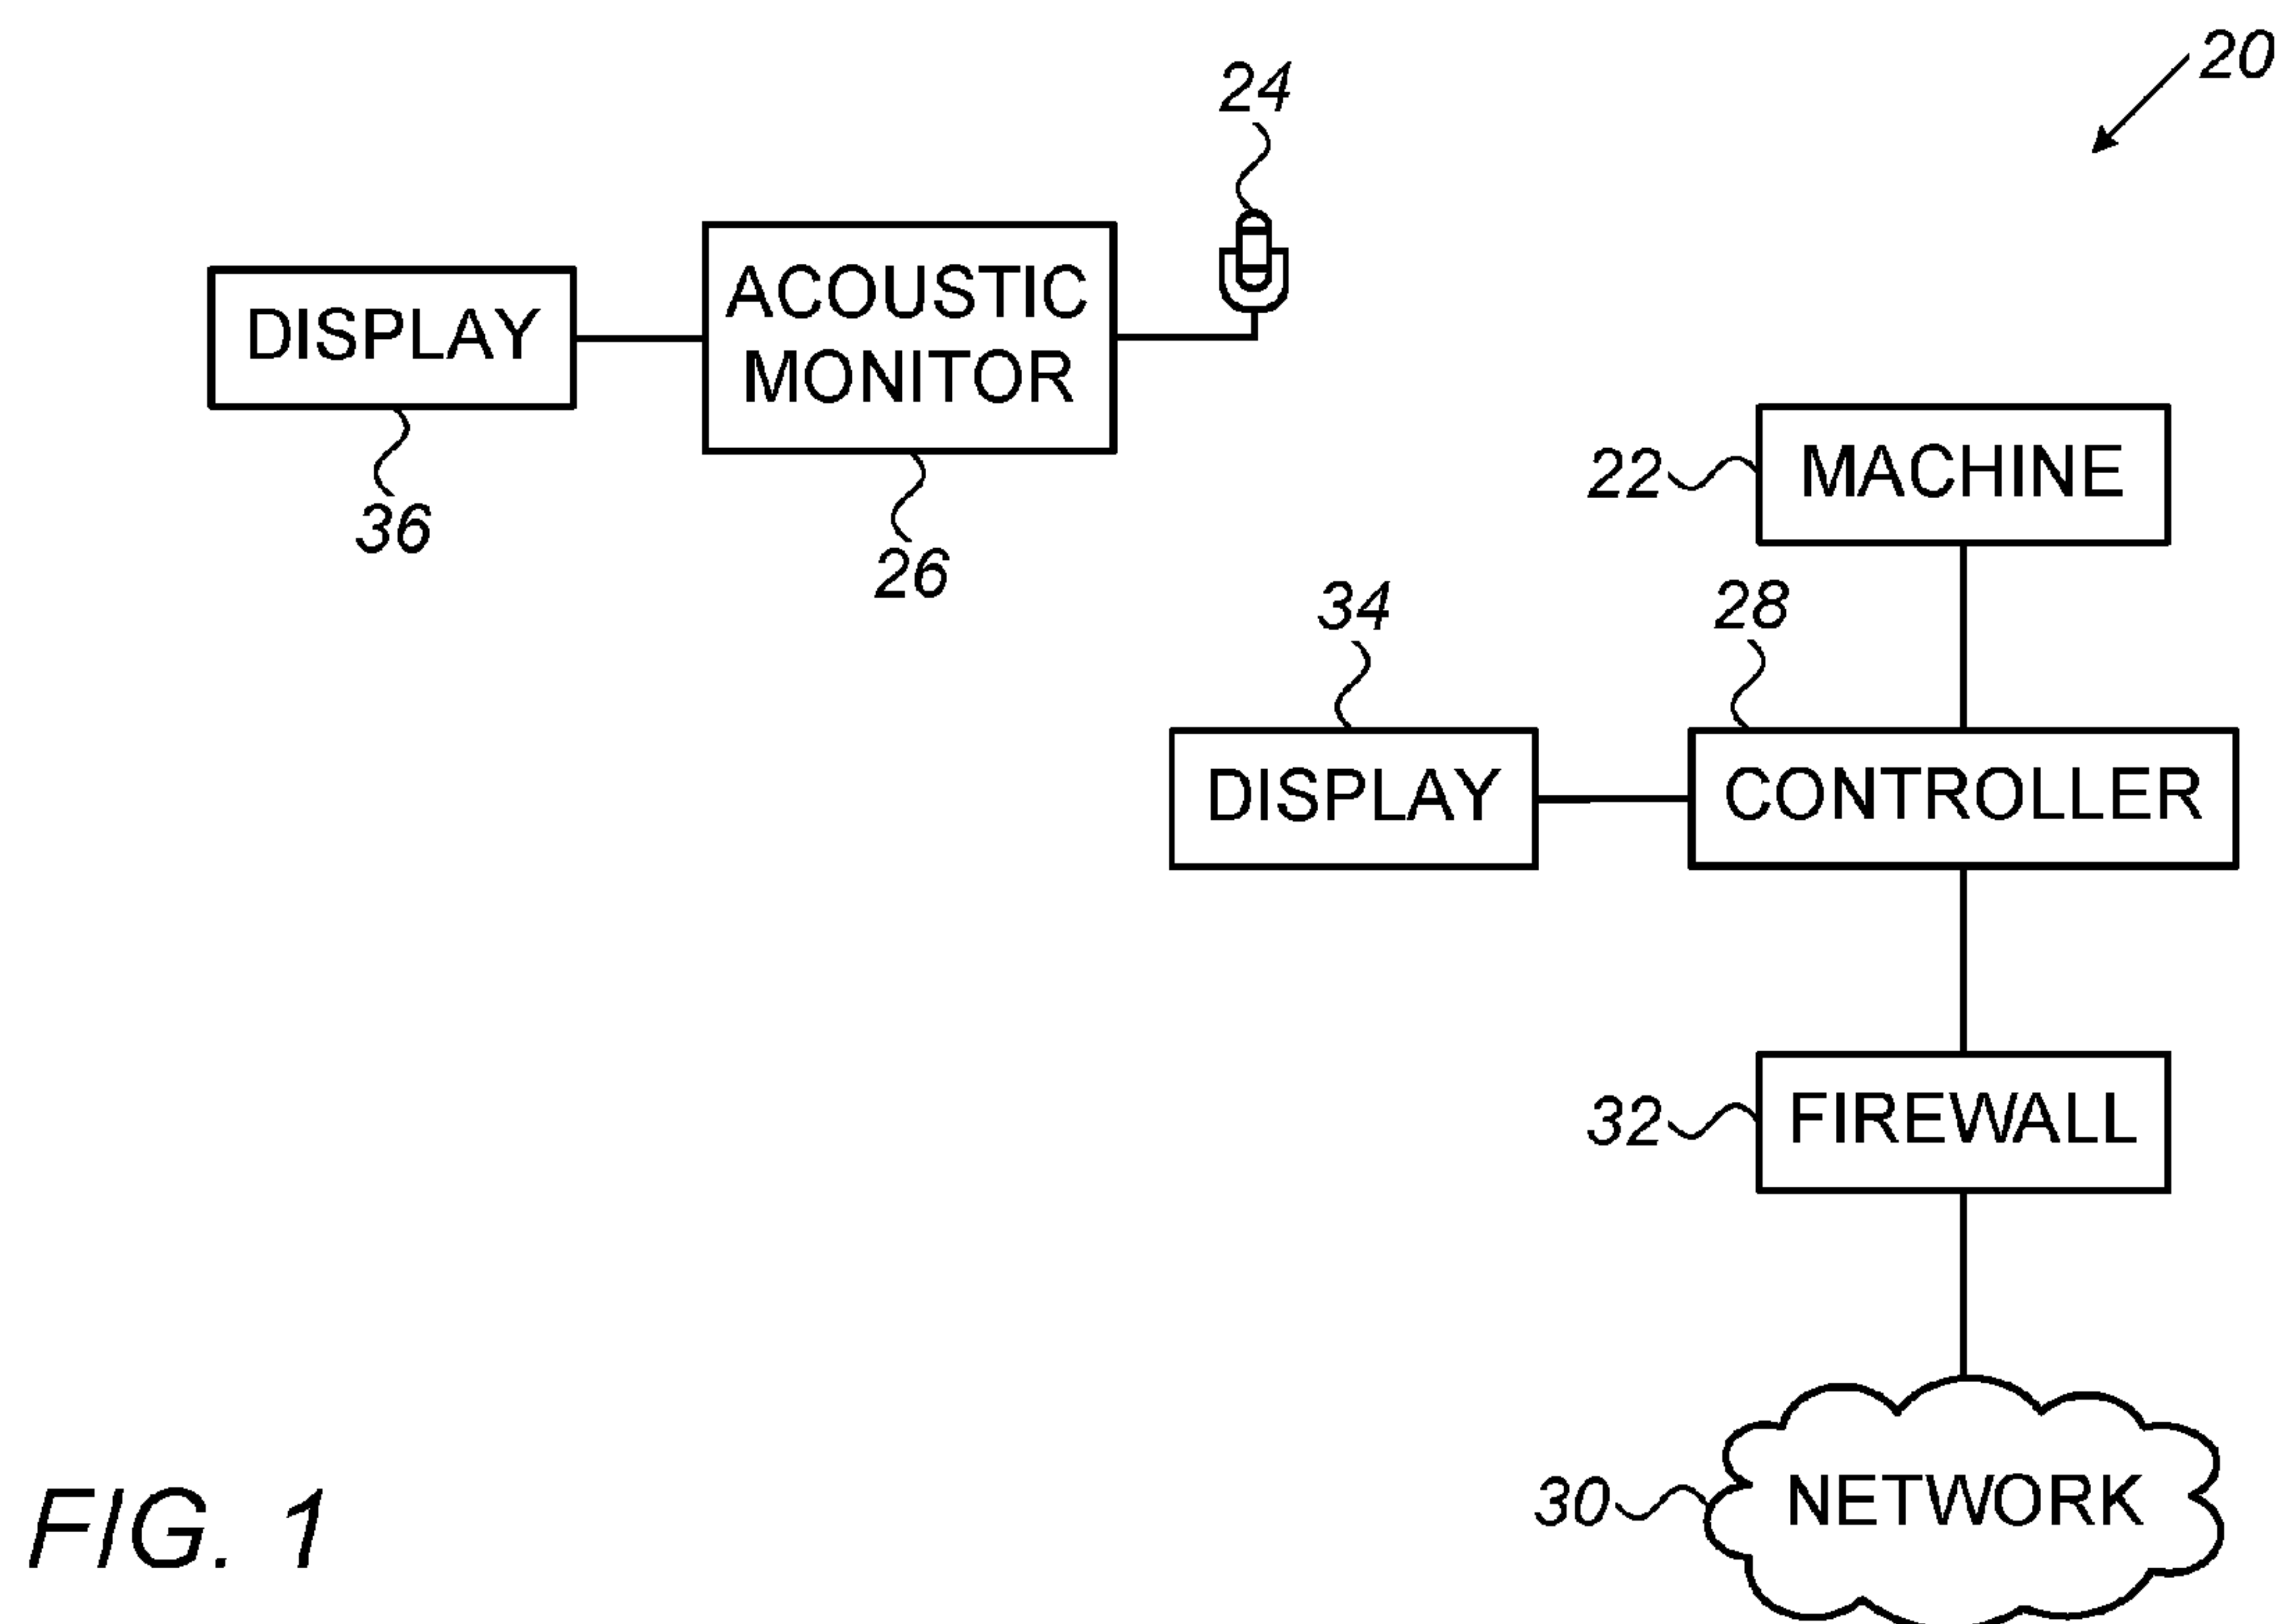 20
24
DISPLAY
ACOUSTIC
MONITOR
36
26
22
MACHINE
34
28
DISPLAY
CONTROLLER
32
FIREWALL
30
NETWORK
FIG. 1